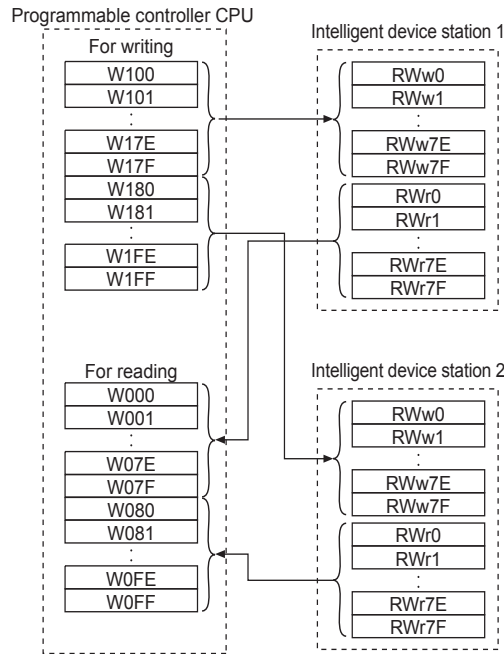 Programmable controller CPU
For writing
W100
W101
:
W17E
W17F
W180
W181
:
W1FE
W1FF
For reading
W000
W001
:
W07E
W07F
W080
W081
:
W0FE
W0FF
Intelligent device station 1
RWw0
RWw1
:
RWw7E
RWw7F
RWr0
RWr1
:
RWr7E
RWr7F
Intelligent device station 2
RWw0
RWw1
:
RWw7E
RWw7F
RWr0
RWr1
:
RWr7E
RWr7F